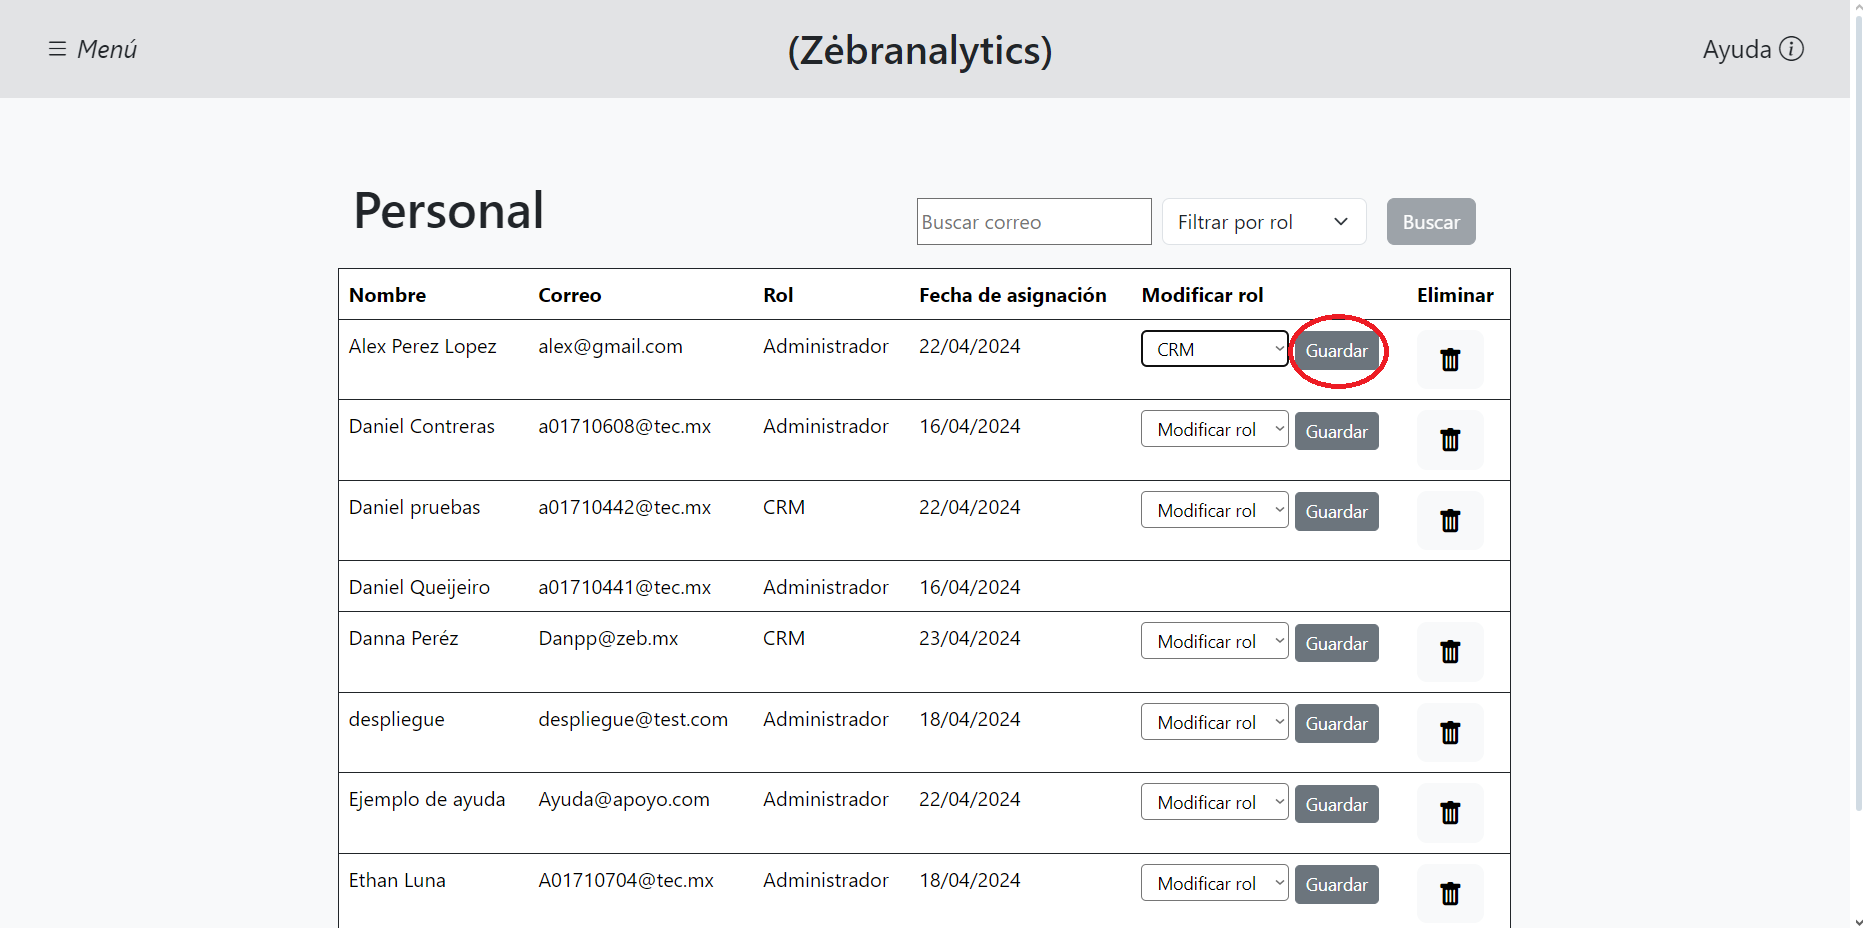 Menú
(Zėbranalytics)
Ayuda
Personal
Buscar correo
Filtrar por rol
Buscar
Nombre Correo Rol Fecha de asignación Modificar rol Eliminar
Alex Perez Lopez alex@gmail.com Administrador 22/04/2024 CRM Guardar
Daniel Contreras a01710608@tec.mx Administrador 16/04/2024 Modificar rol Guardar
Daniel pruebas a01710442@tec.mx CRM 22/04/2024 Modificar rol Guardar
Daniel Queijeiro a01710441@tec.mx Administrador 16/04/2024
Danna Peréz Danpp@zeb.mx CRM 23/04/2024 Modificar rol Guardar
despliegue despliegue@test.com Administrador 18/04/2024 Modificar rol Guardar
Ejemplo de ayuda Ayuda@apoyo.com Administrador 22/04/2024 Modificar rol Guardar
Ethan Luna A01710704@tec.mx Administrador 18/04/2024 Modificar rol Guardar